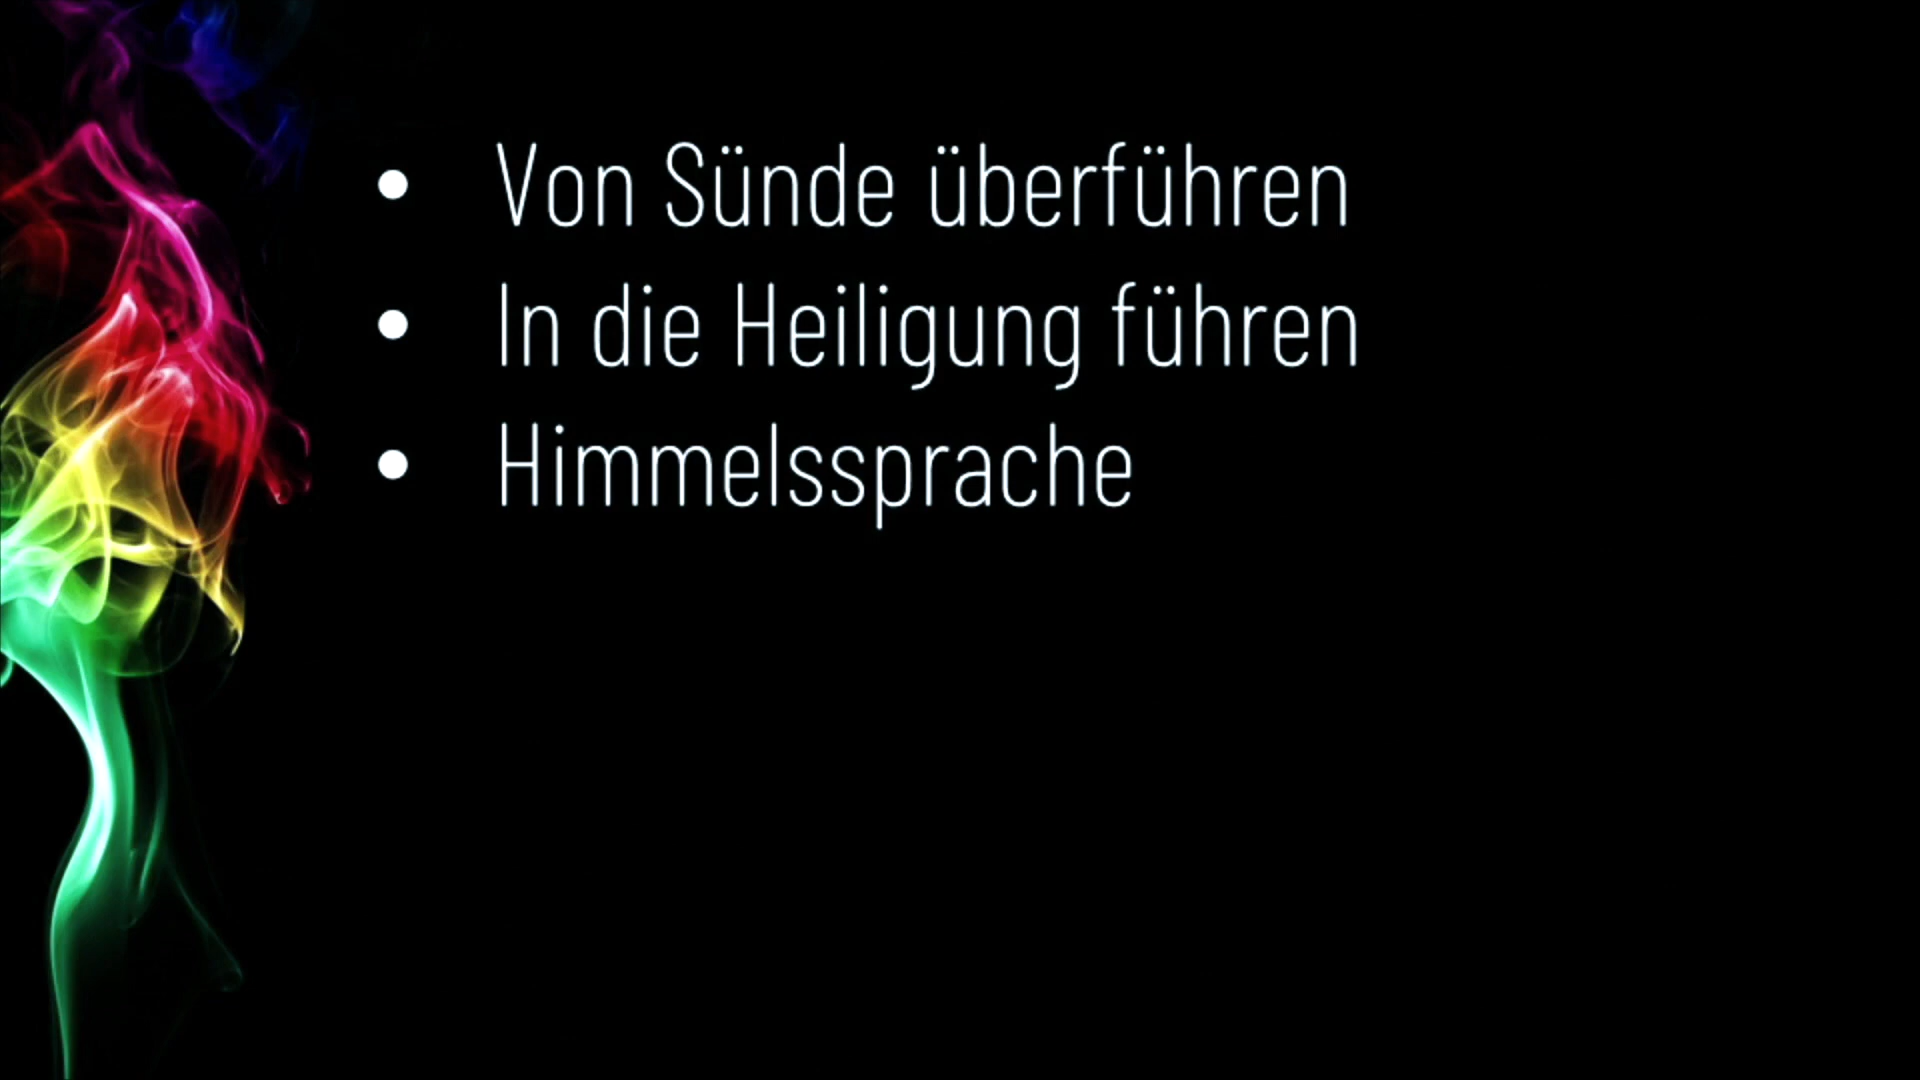 • Von Sünde überführen
• In die Heiligung führen
• Himmelssprache